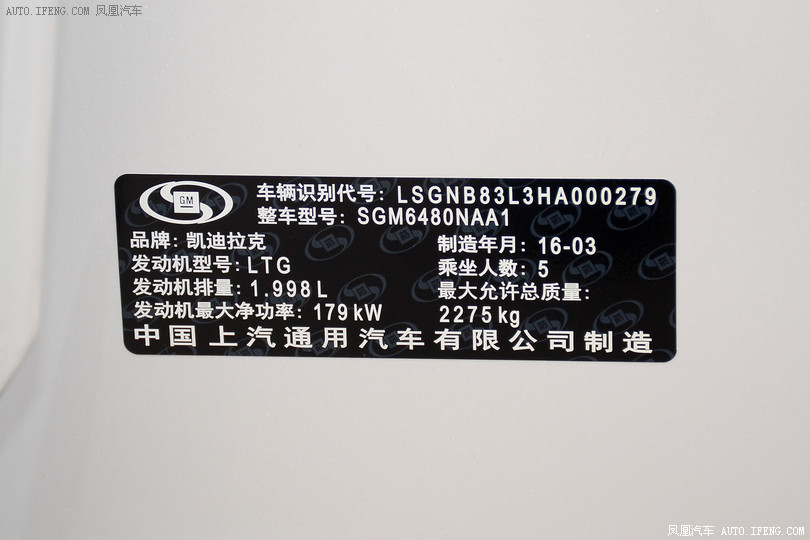 AUTO.IFENG.COM 凤凰汽车
GM
车辆识别代号: LSGNB83L3HA000279
整车型号: SGM6480NAA1
品牌: 凯迪拉克
制造年月: 16-03
发动机型号: LTG
乘坐人数: 5
发动机排量: 1.998L
最大允许总质量:
发动机最大净功率: 179kW
2275kg
中国上汽通用汽车有限公司制造
凤凰汽车 AUTO.IFENG.COM